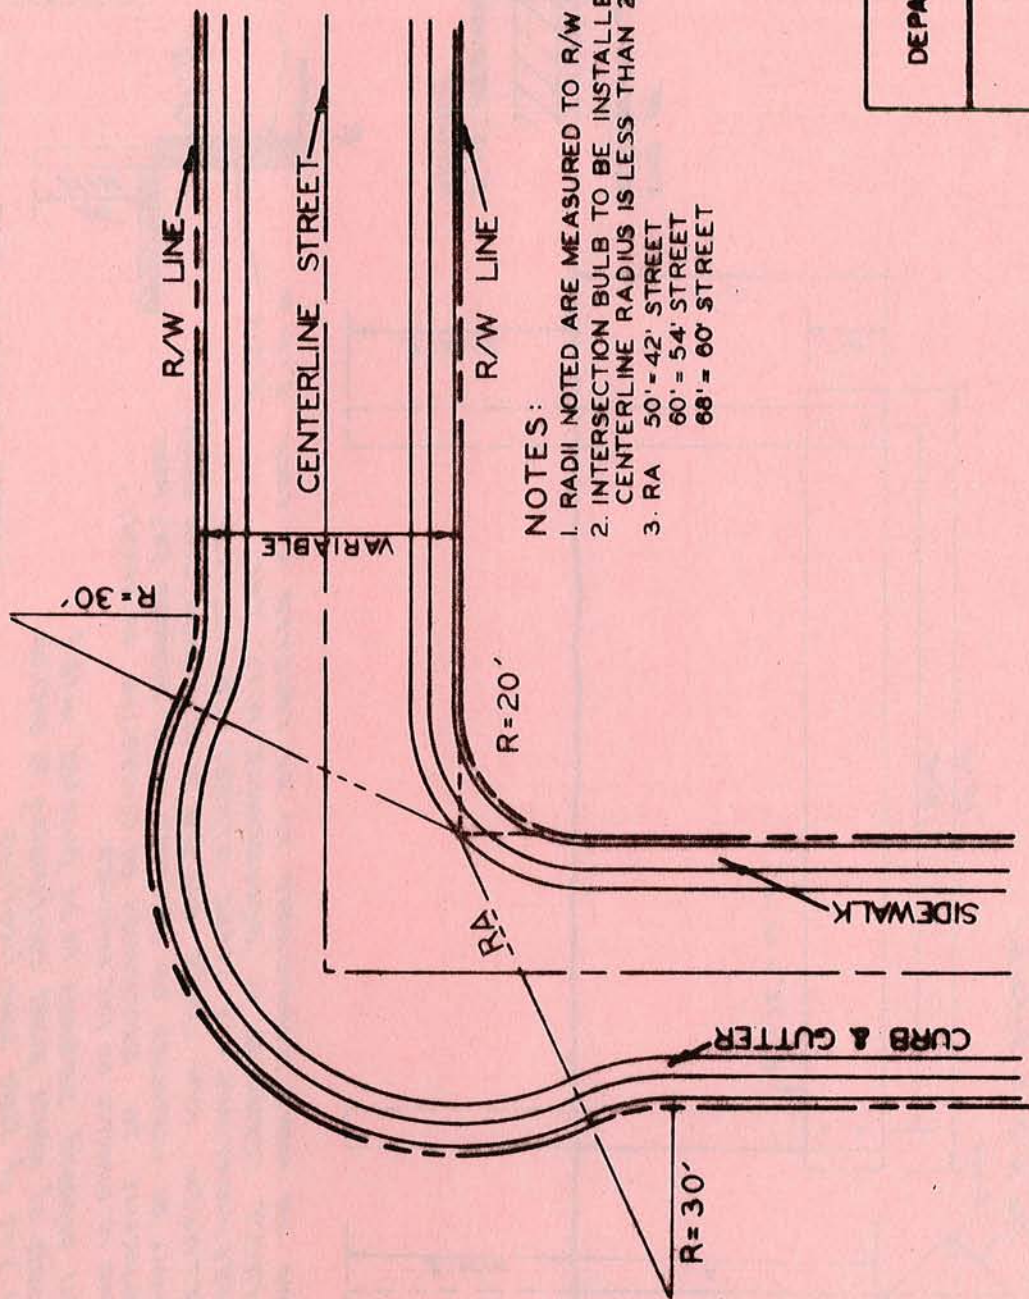 R/W LINE
CENTERLINE STREET
VARIABLE
R=30'
R/W LINE
R=20'
RA
SIDEWALK
CURB & GUTTER
R=30'
NOTES:
1. RADII NOTED ARE MEASURED TO R/W
2. INTERSECTION BULB TO BE INSTALLE
CENTERLINE RADIUS IS LESS THAN 2
3. RA 50'=42' STREET
60'=54' STREET
68'=60' STREET
DEPA